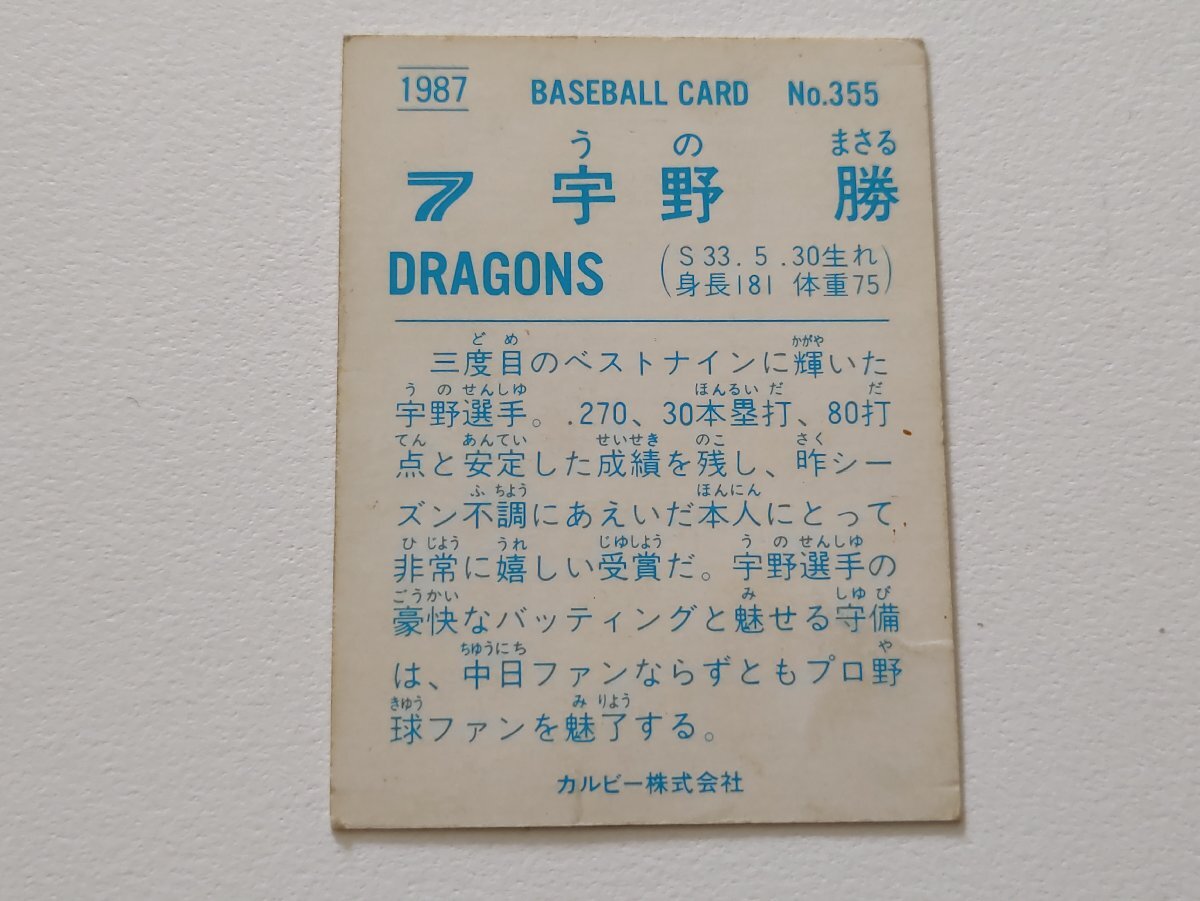 1987 BASEBALL CARD No.355
うの まさる
7 宇野 勝
DRAGONS
(S33.5.30生れ
身長181 体重75)
どめ かがや
三度目のベストナインに輝いた
うのせんしゆ ほんるいだ だ
宇野選手。.270、30本塁打、80打
てん あんてい せいせき のこ さく
点と安定した成績を残し、昨シー
ふちよう ほんにん
ズン不調にあえいだ本人にとって
ひじよう うれ じゆしよう うのせんしゆ
非常に嬉しい受賞だ。宇野選手の
ごうかい み しゆび
豪快なバッティングと魅せる守備
ちゆうにち や
は、中日ファンならずともプロ野
きゆう みりよう
球ファンを魅了する。
カルビー株式会社